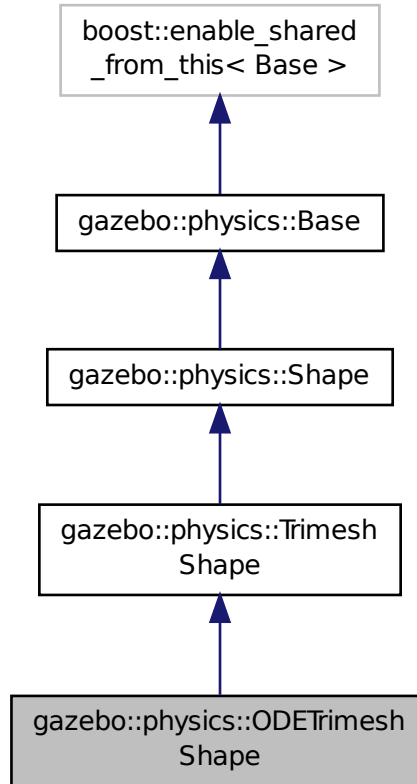 boost::enable_shared
_from_this< Base >
gazebo::physics::Base
gazebo::physics::Shape
gazebo::physics::Trimesh
Shape
gazebo::physics::ODETrimesh
Shape